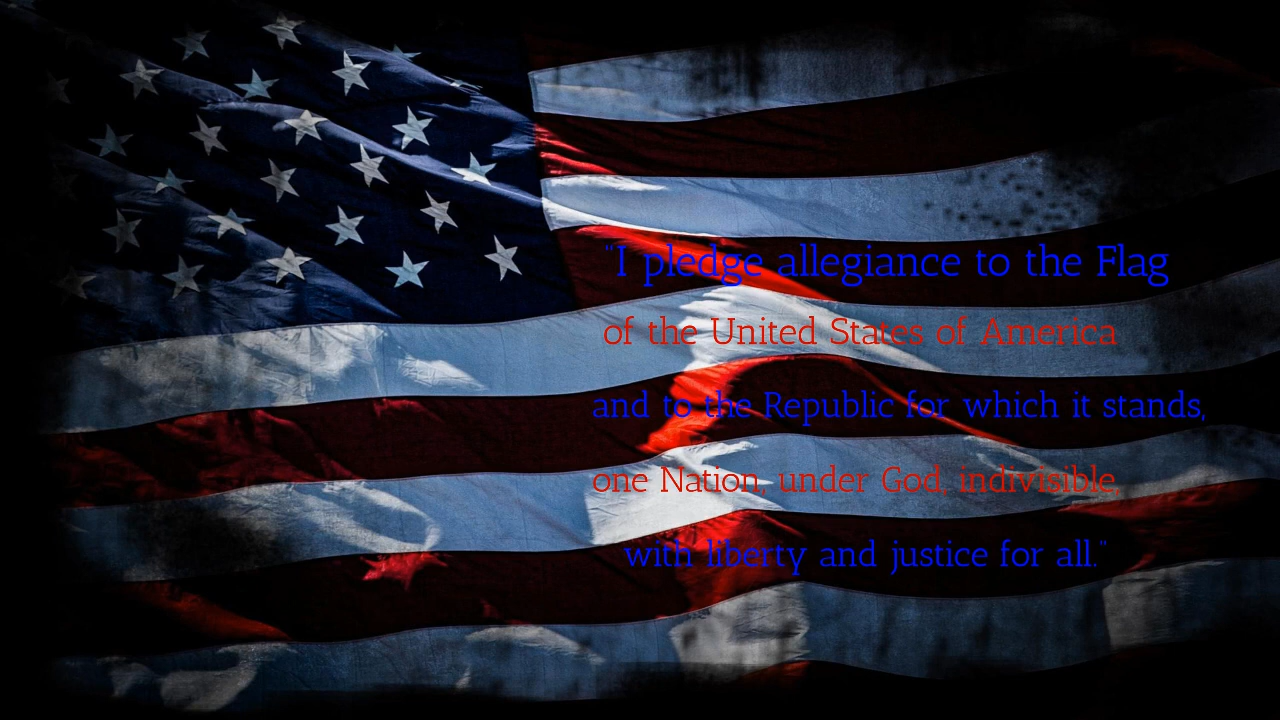 “I pledge allegiance to the Flag
of the United States of America
and to the Republic for which it stands,
one Nation, under God, indivisible,
with liberty and justice for all.”